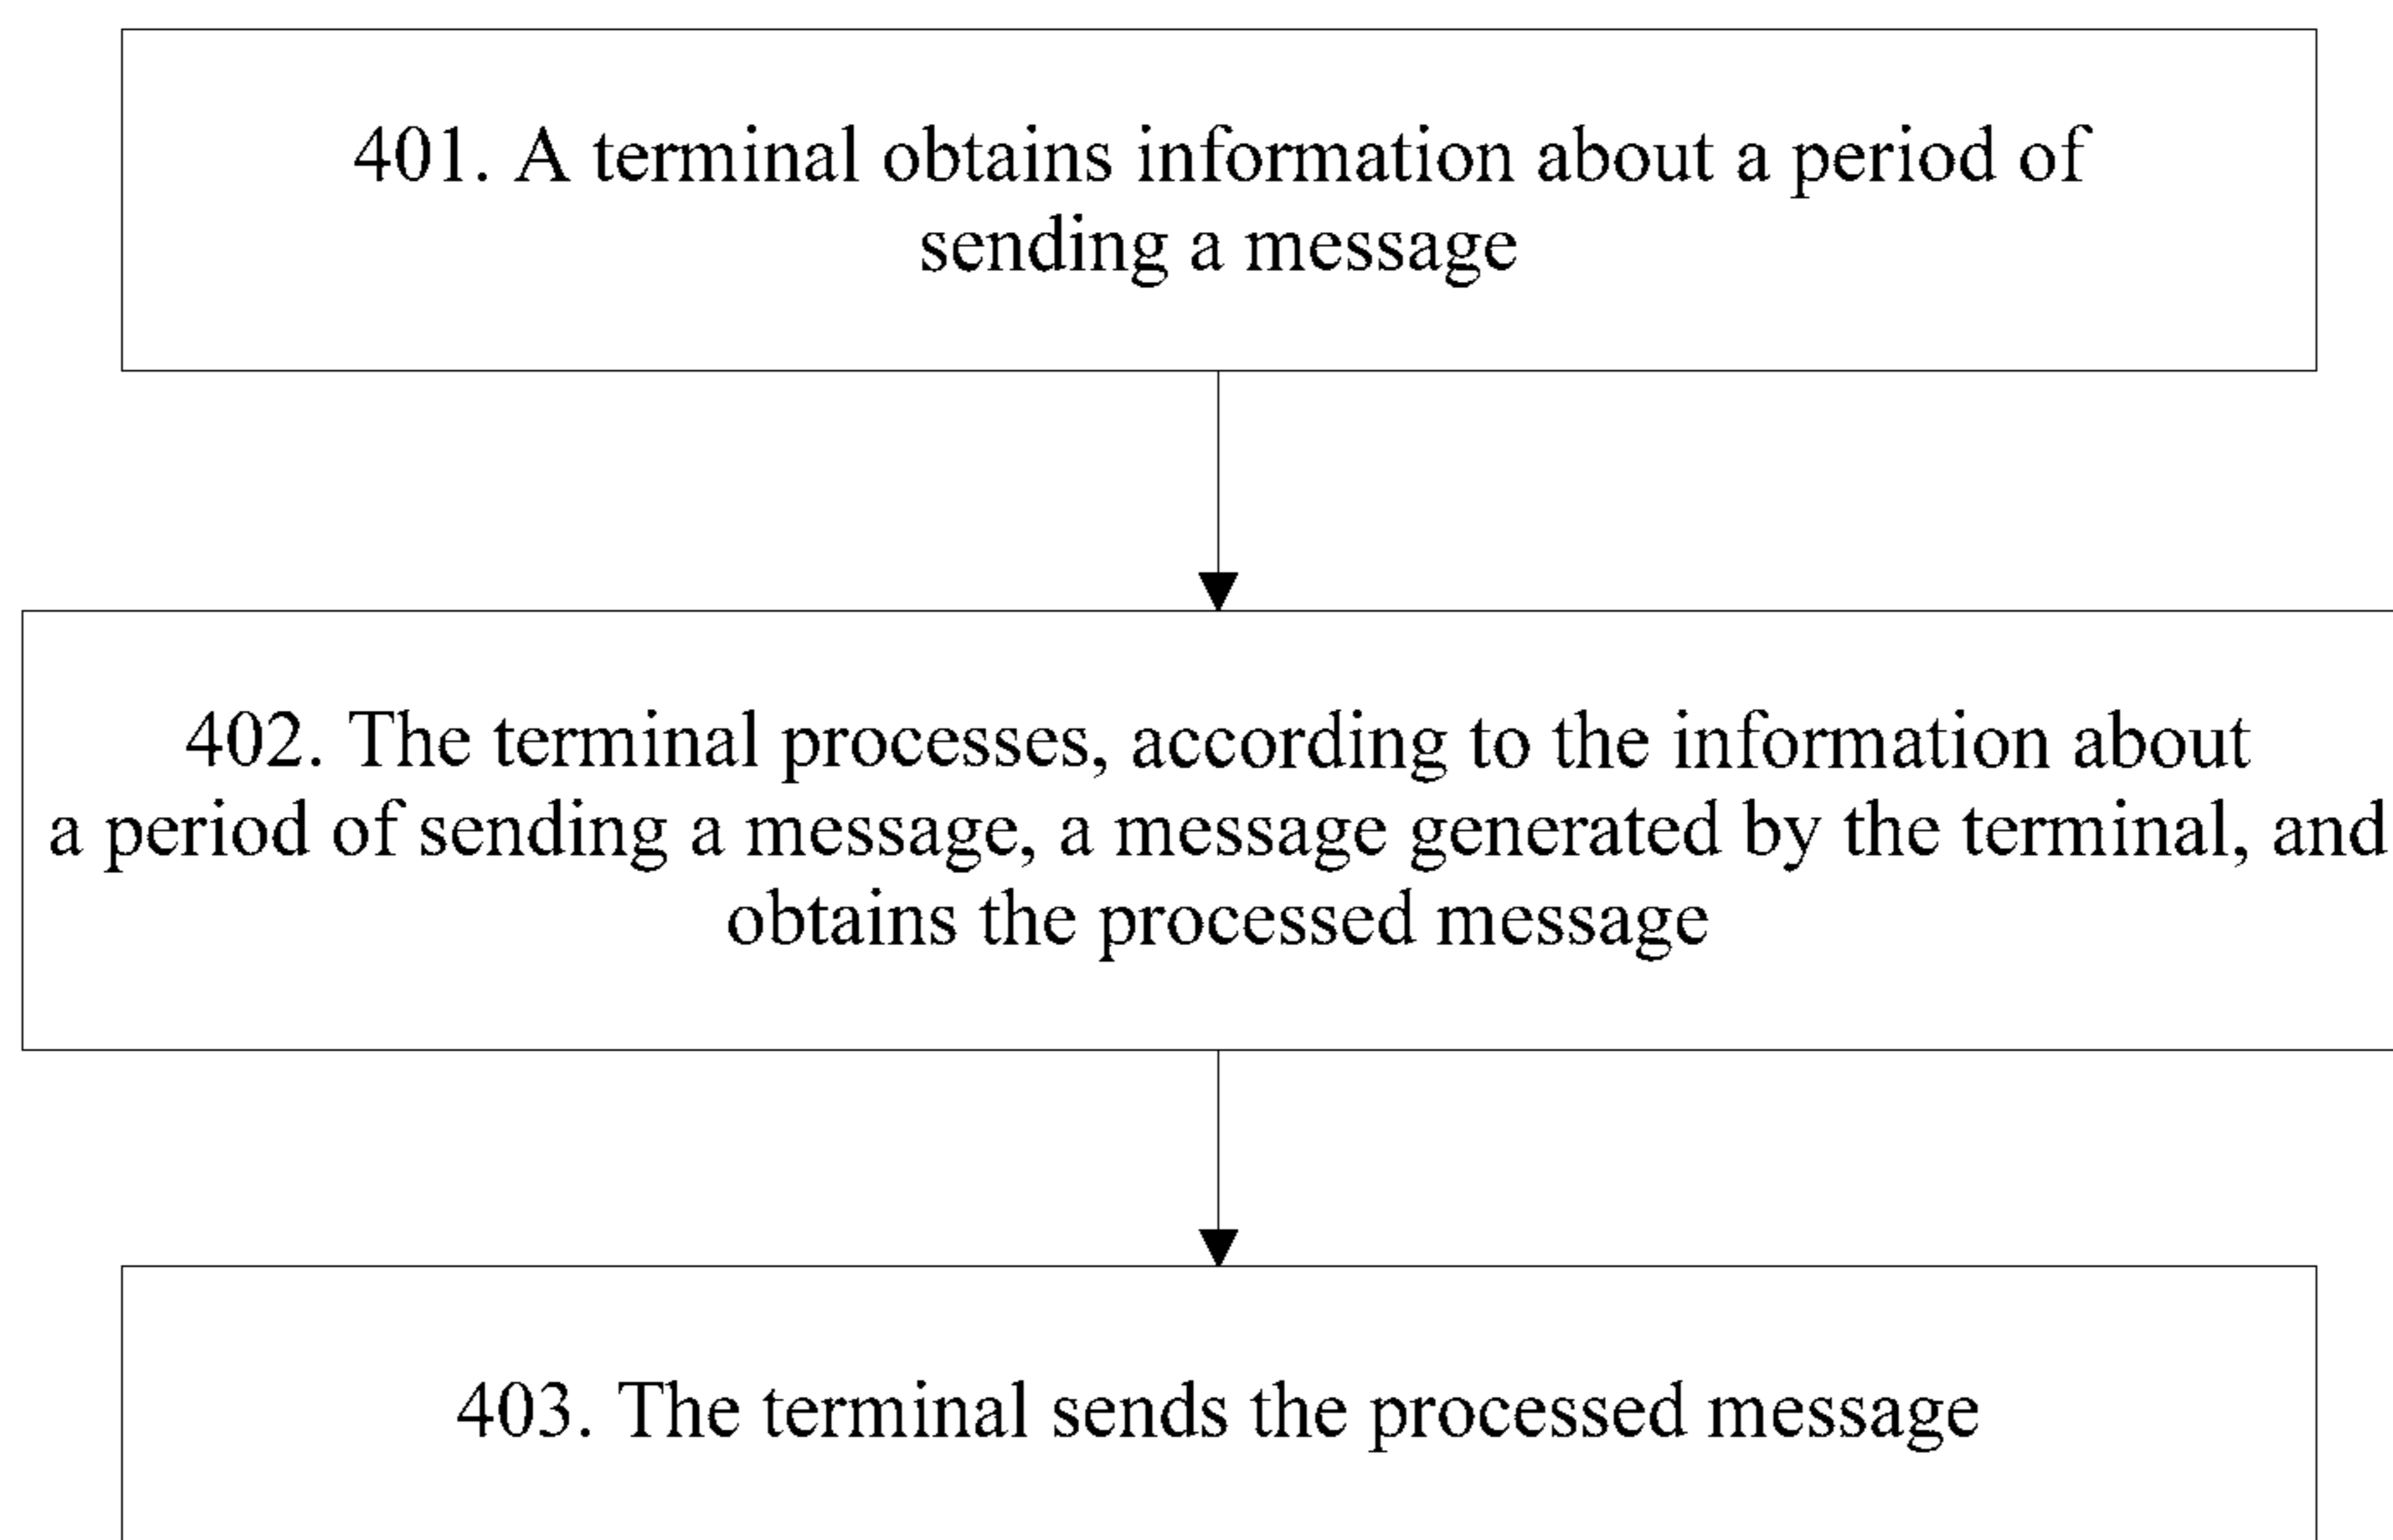 401. A terminal obtains information about a period of
sending a message
402. The terminal processes, according to the information about
a period of sending a message, a message generated by the terminal, and
obtains the processed message
403. The terminal sends the processed message